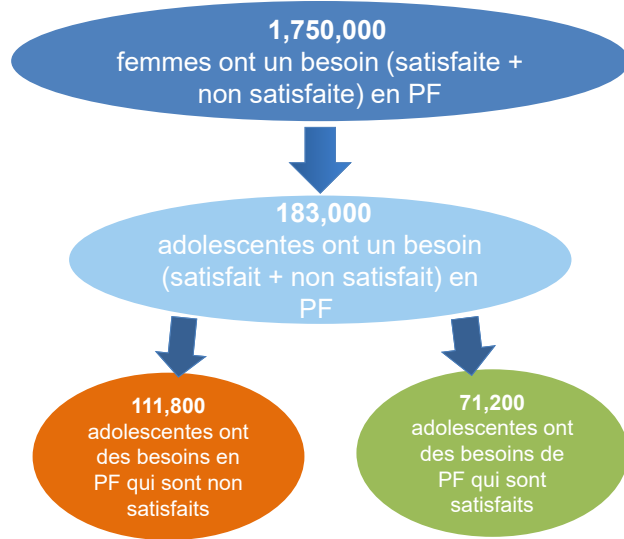 1,750,000
femmes ont un besoin (satisfaite +
non satisfaite) en PF
183,000
adolescentes ont un besoin
(satisfait + non satisfait) en
PF
111,800
adolescentes ont
des besoins en
PF qui sont non
satisfaits
71,200
adolescentes ont
des besoins de
PF qui sont
satisfaits